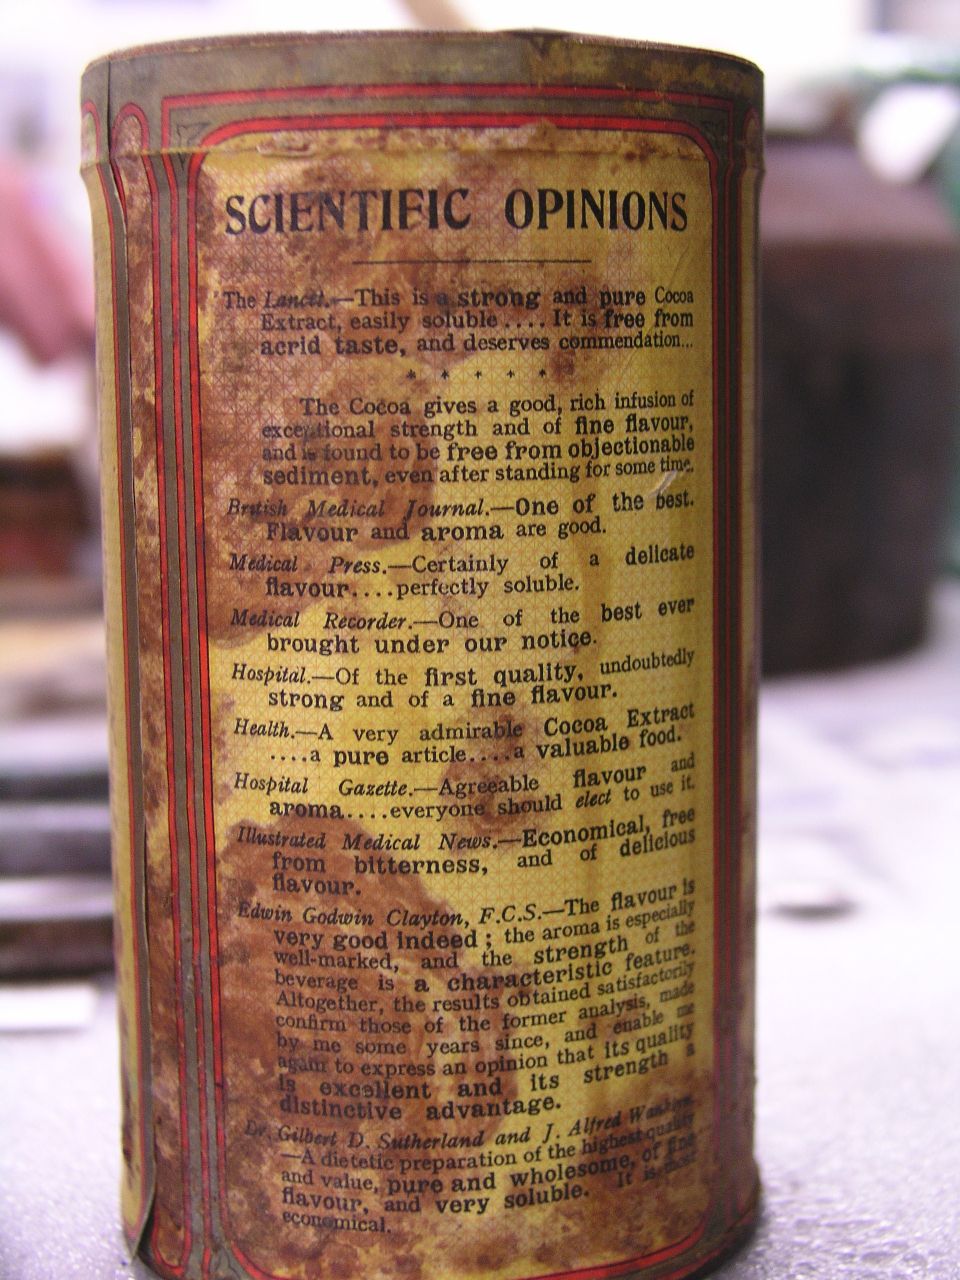 SCIENTIFIC OPINIONS
The Lancet.—This is a strong and pure Cocoa
Extract, easily soluble .... It is free from
acrid taste, and deserves commendation...
* * * * *
The Cocoa gives a good, rich infusion of
exceptional strength and of fine flavour,
and is found to be free from objectionable
sediment, even after standing for some time.
British Medical Journal.—One of the best.
Flavour and aroma are good.
Medical Press.—Certainly of a delicate
flavour....perfectly soluble.
Medical Recorder.—One of the best ever
brought under our notice.
Hospital.—Of the first quality, undoubtedly
strong and of a fine flavour.
Health.—A very admirable Cocoa Extract
....a pure article....a valuable food.
Hospital Gazette.—Agreeable flavour and
aroma....everyone should elect to use it.
Illustrated Medical News.—Economical, free
from bitterness, and of delicious
flavour.
Edwin Godwin Clayton, F.C.S.—The flavour is
very good indeed; the aroma is especially
well-marked, and the strength of the
beverage is a characteristic feature.
Altogether, the results obtained satisfactorily
confirm those of the former analysis, made
by me some years since, and enable me
again to express an opinion that its quality
is excellent and its strength a
distinctive advantage.
Dr. Gilbert D. Sutherland and J. Alfred
—A dietetic preparation of the highest quality
and value, pure and wholesome, of fine
flavour, and very soluble. It is most
economical.